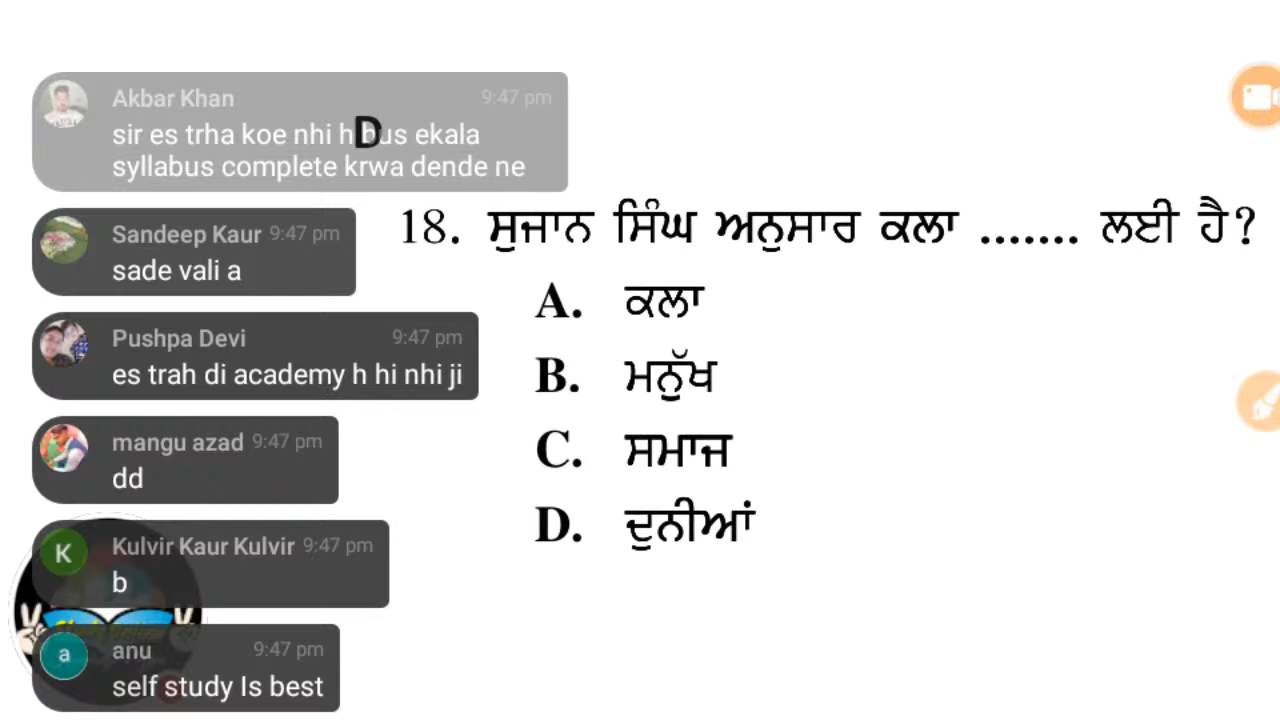 Akbar Khan 9:47 pm
sir es trha koe nhi h bus ekala
syllabus complete krwa dende ne
D
Sandeep Kaur 9:47 pm
sade vali a
Pushpa Devi 9:47 pm
es trah di academy h hi nhi ji
mangu azad 9:47 pm
dd
K
Kulvir Kaur Kulvir 9:47 pm
b
a
anu 9:47 pm
self study Is best
18. ਸੁਜਾਨ ਸਿੰਘ ਅਨੁਸਾਰ ਕਲਾ ....... ਲਈ ਹੈ?
A. ਕਲਾ
B. ਮਨੁੱਖ
C. ਸਮਾਜ
D. ਦੁਨੀਆਂ